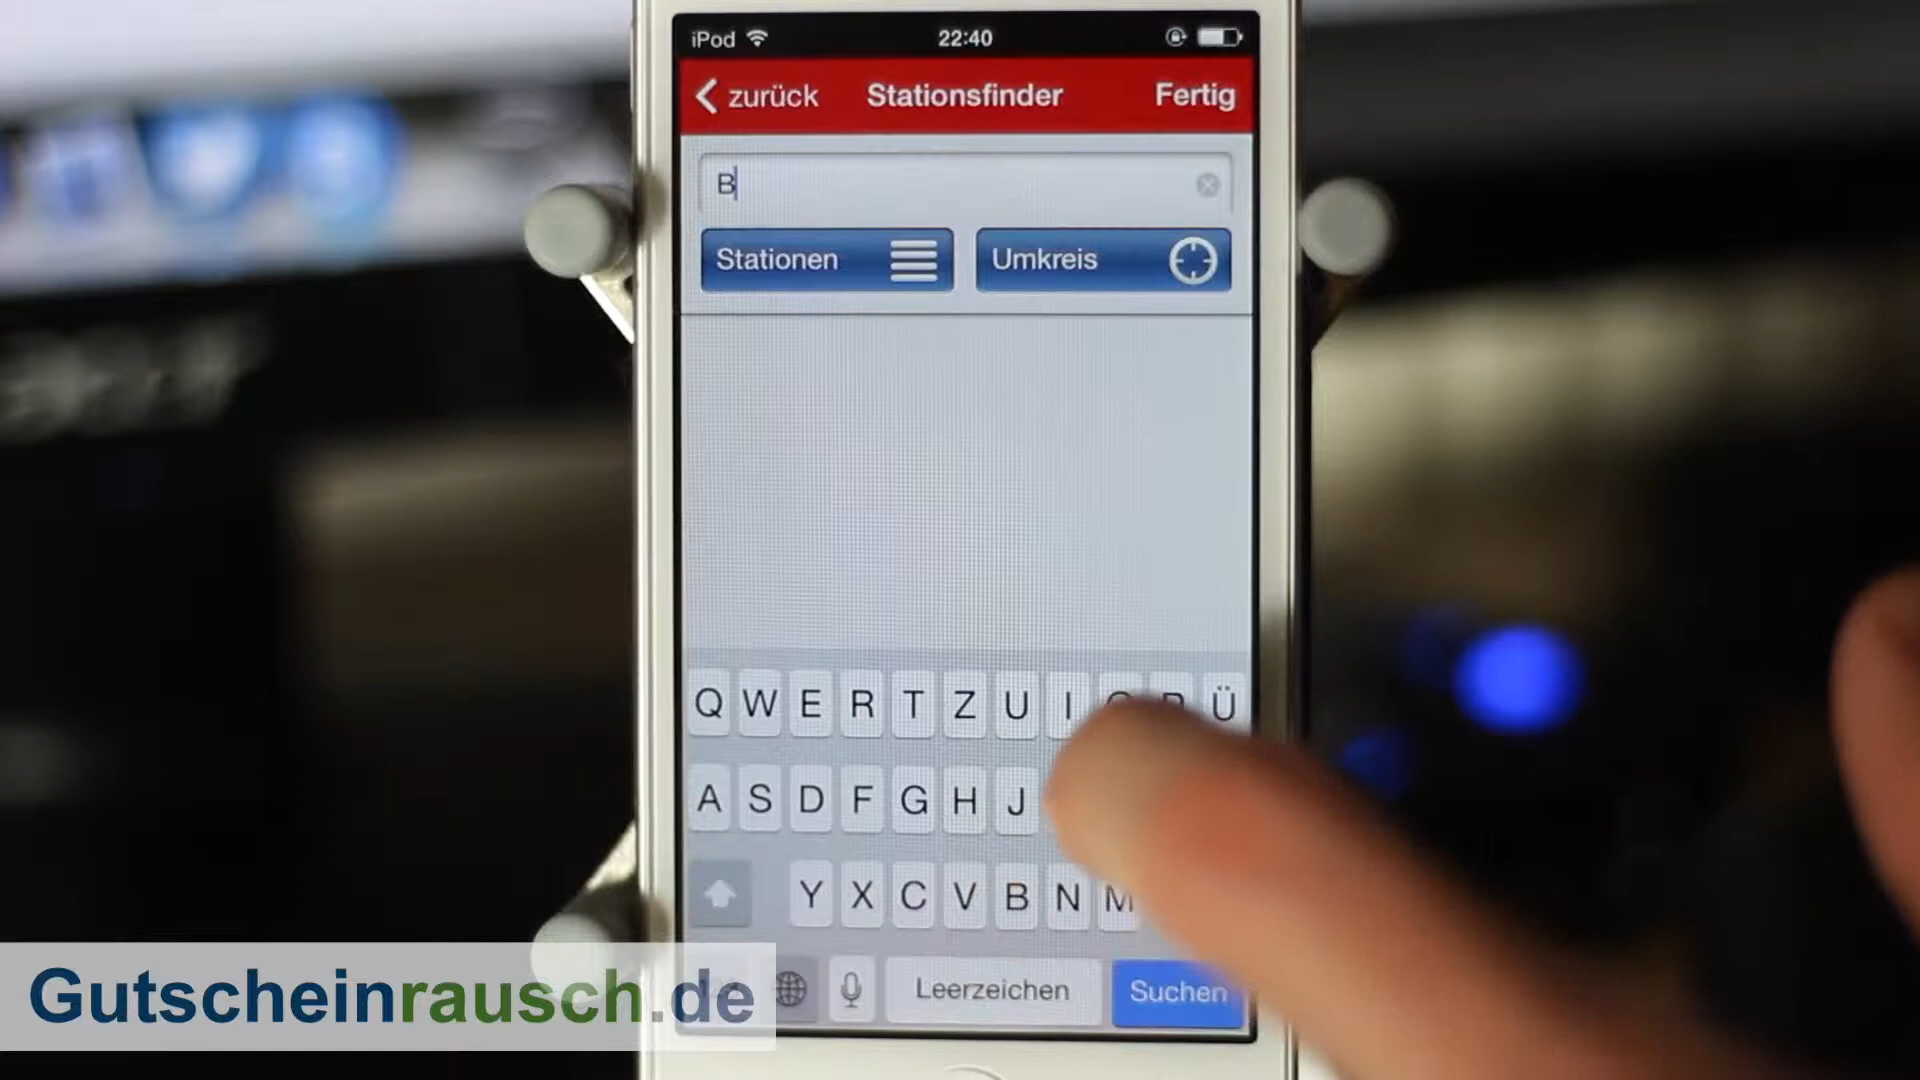 iPod 22:40
zurück Stationsfinder Fertig
B
Stationen Umkreis
Q W E R T Z U I Ü
A S D F G H J
Y X C V B N M
Leerzeichen Suchen
Gutscheinrausch.de